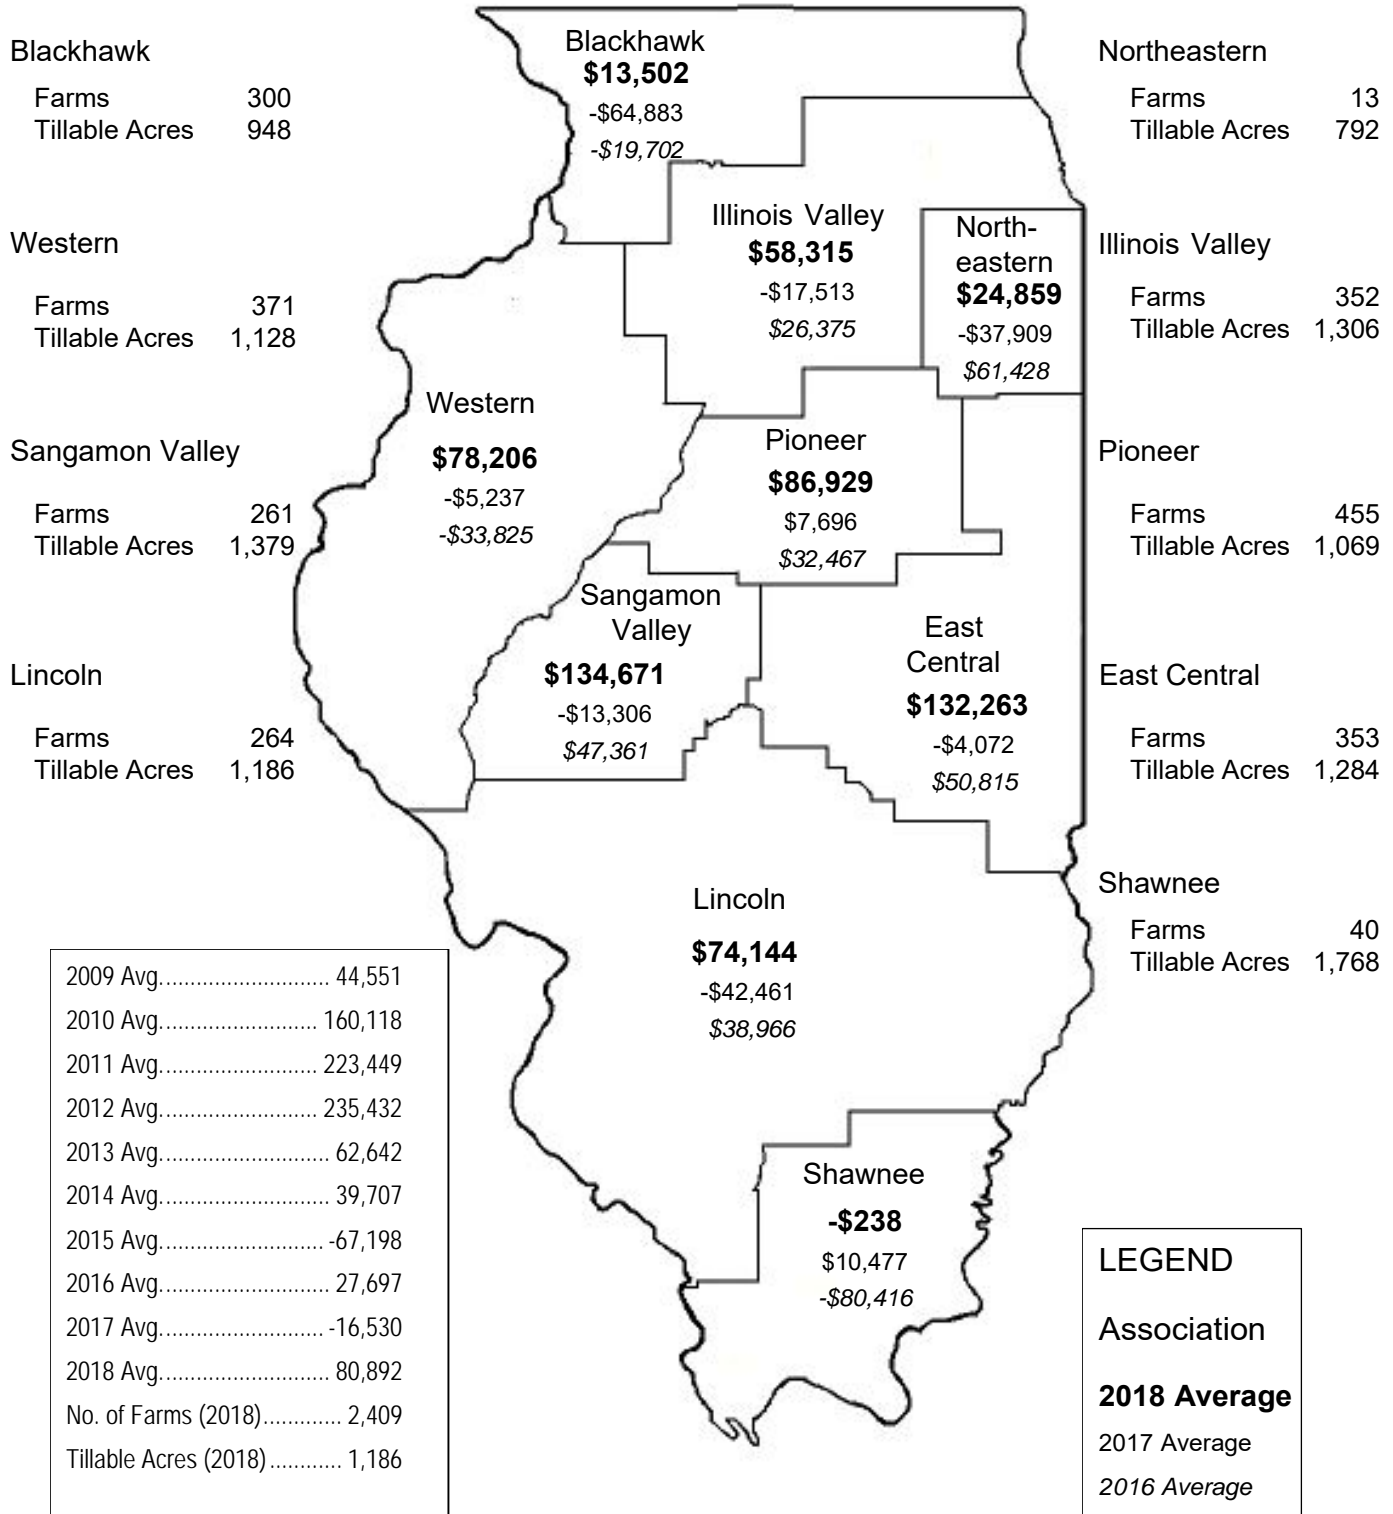 Blackhawk
Farms 300
Tillable Acres 948
Western
Farms 371
Tillable Acres 1,128
Sangamon Valley
Farms 261
Tillable Acres 1,379
Lincoln
Farms 264
Tillable Acres 1,186
Blackhawk
$13,502
-$64,883
-$19,702
Illinois Valley
$58,315
-$17,513
$26,375
North-
eastern
$24,859
-$37,909
$61,428
Western
$78,206
-$5,237
-$33,825
Pioneer
$86,929
$7,696
$32,467
Sangamon
Valley
$134,671
-$13,306
$47,361
East
Central
$132,263
-$4,072
$50,815
Lincoln
$74,144
-$42,461
$38,966
Shawnee
-$238
$10,477
-$80,416
Northeastern
Farms 13
Tillable Acres 792
Illinois Valley
Farms 352
Tillable Acres 1,306
Pioneer
Farms 455
Tillable Acres 1,069
East Central
Farms 353
Tillable Acres 1,284
Shawnee
Farms 40
Tillable Acres 1,768
2009 Avg............................ 44,551
2010 Avg.......................... 160,118
2011 Avg.......................... 223,449
2012 Avg.......................... 235,432
2013 Avg............................ 62,642
2014 Avg............................ 39,707
2015 Avg........................... -67,198
2016 Avg............................ 27,697
2017 Avg........................... -16,530
2018 Avg............................ 80,892
No. of Farms (2018)............. 2,409
Tillable Acres (2018)............ 1,186
LEGEND
Association
2018 Average
2017 Average
2016 Average